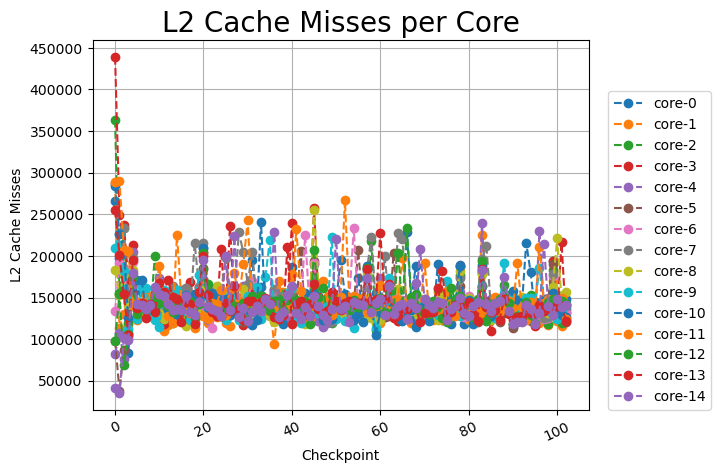 L2 Cache Misses per Core
450000
400000
350000
300000
250000
200000
150000
100000
50000
L2 Cache Misses
0
20
40
60
80
100
Checkpoint
core-0
core-1
core-2
core-3
core-4
core-5
core-6
core-7
core-8
core-9
core-10
core-11
core-12
core-13
core-14